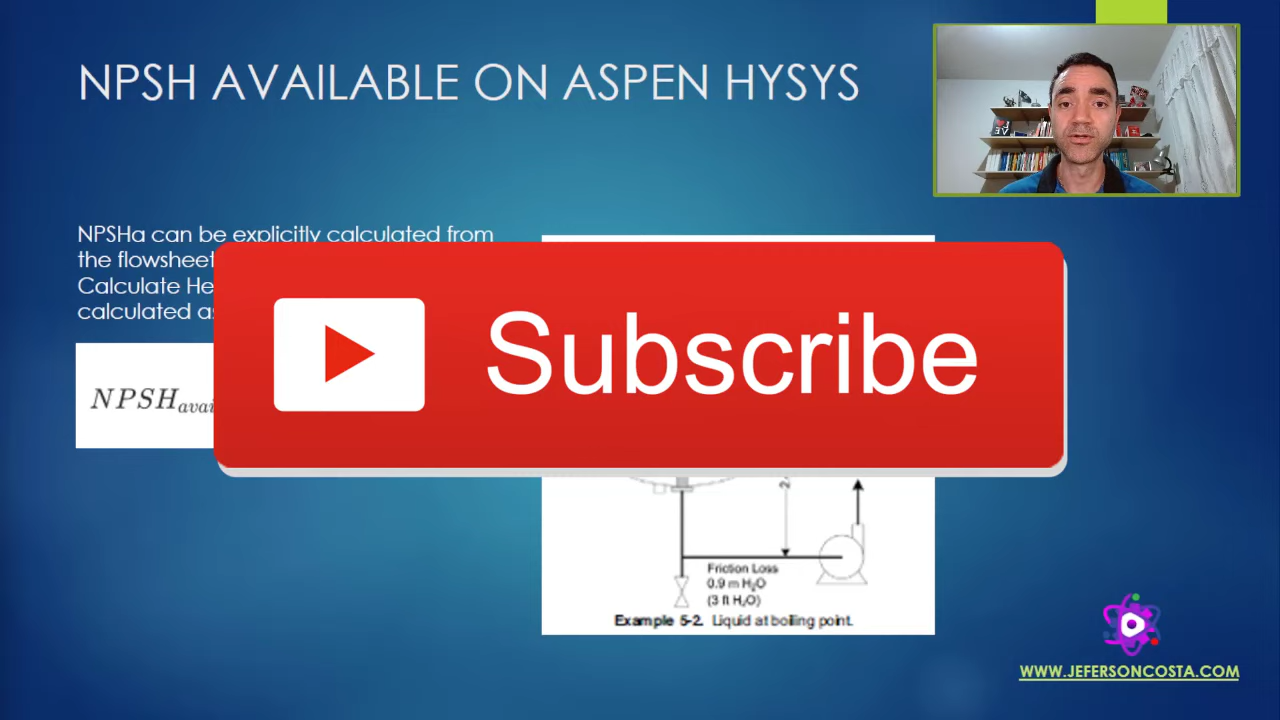 NPSH AVAILABLE ON ASPEN HYSYS
NPSHa can be explicitly calculated from
the flowsheet
Calculate He
calculated as
NPSHavai
Subscribe
Friction Loss
0.9 m H₂O
(3 ft H₂O)
Example 5-2. Liquid at boiling point.
WWW.JEFERSONCOSTA.COM